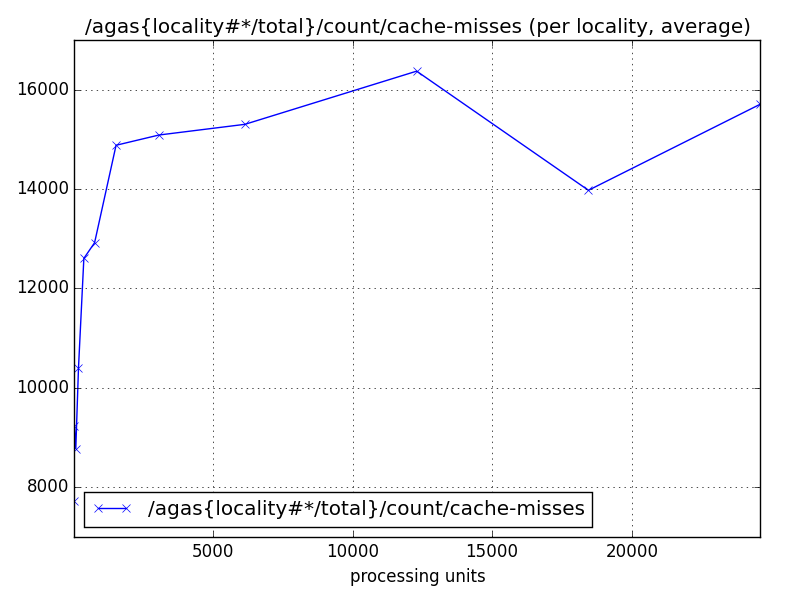 /agas{locality#*/total}/count/cache-misses (per locality, average)
16000
14000
12000
10000
8000
/agas{locality#*/total}/count/cache-misses
5000 10000 15000 20000
processing units